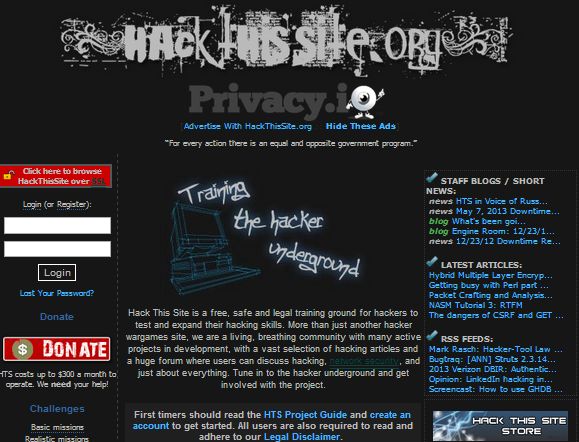 HackThisSite.org
Privacy.i
[Advertise With HackThisSite.org Hide These Ads]
"For every action there is an equal and opposite government program."
Click here to browse
HackThisSite over SSL
Login (or Register):
Login
Lost Your Password?
Donate
$ DONATE
HTS costs up to $300 a month to
operate. We need your help!
Challenges
Basic missions
Realistic missions
Training
the hacker
underground
Hack This Site is a free, safe and legal training ground for hackers to
test and expand their hacking skills. More than just another hacker
wargames site, we are a living, breathing community with many active
projects in development, with a vast selection of hacking articles and
a huge forum where users can discuss hacking, network security, and
just about everything. Tune in to the hacker underground and get
involved with the project.
First timers should read the HTS Project Guide and create an
account to get started. All users are also required to read and
adhere to our Legal Disclaimer.
STAFF BLOGS / SHORT
NEWS:
news HTS in Voice of Russ...
news May 7, 2013 Downtime...
blog What's been goi...
blog Engine Room: 12/23/1...
news 12/23/12 Downtime Re...
LATEST ARTICLES:
Hybrid Multiple Layer Encryp...
Getting busy with Perl part ...
Packet Crafting and Analysis...
NASM Tutorial 3: RTFM
The dangers of CSRF and GET ...
RSS FEEDS:
Mark Rasch: Hacker-Tool Law ...
Bugtraq: [ANN] Struts 2.3.14...
2013 Verizon DBIR: Authentic...
Opinion: LinkedIn hacking in...
Screencast: How to use GHDB ...
HACK THIS SITE
STORE